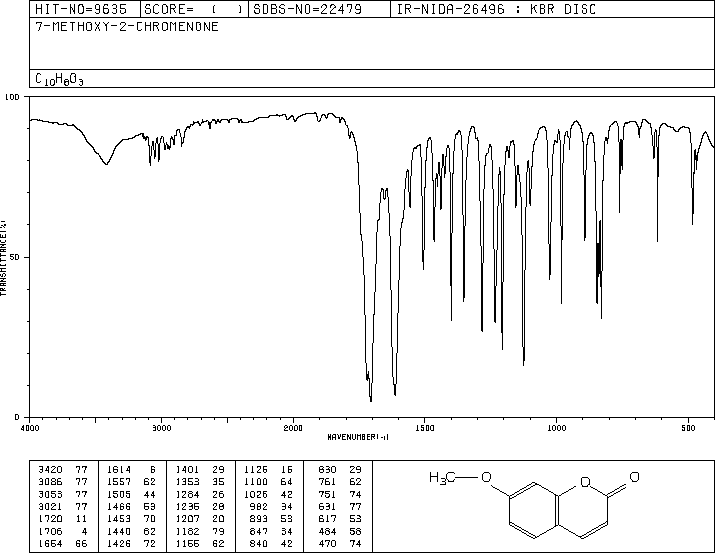 HIT-NO=9635 SCORE= ( ) SDBS-NO=22479 IR-NIDA-26496 : KBR DISC
7-METHOXY-2-CHROMENONE
C10H8O3
100
50
0
TRANSMITTANCE(%)
4000 3000 2000 1500 1000 500
WAVENUMBER(-1)
3420 77 1614 6 1401 29 1126 16 830 29
3086 77 1557 62 1353 35 1100 64 761 62
3053 77 1505 44 1284 26 1026 42 751 74
3021 77 1466 53 1235 28 982 34 631 77
1720 11 1453 70 1207 20 893 53 617 53
1706 4 1440 62 1182 79 847 34 484 58
1654 66 1426 72 1155 62 840 42 470 74
H3C O O O